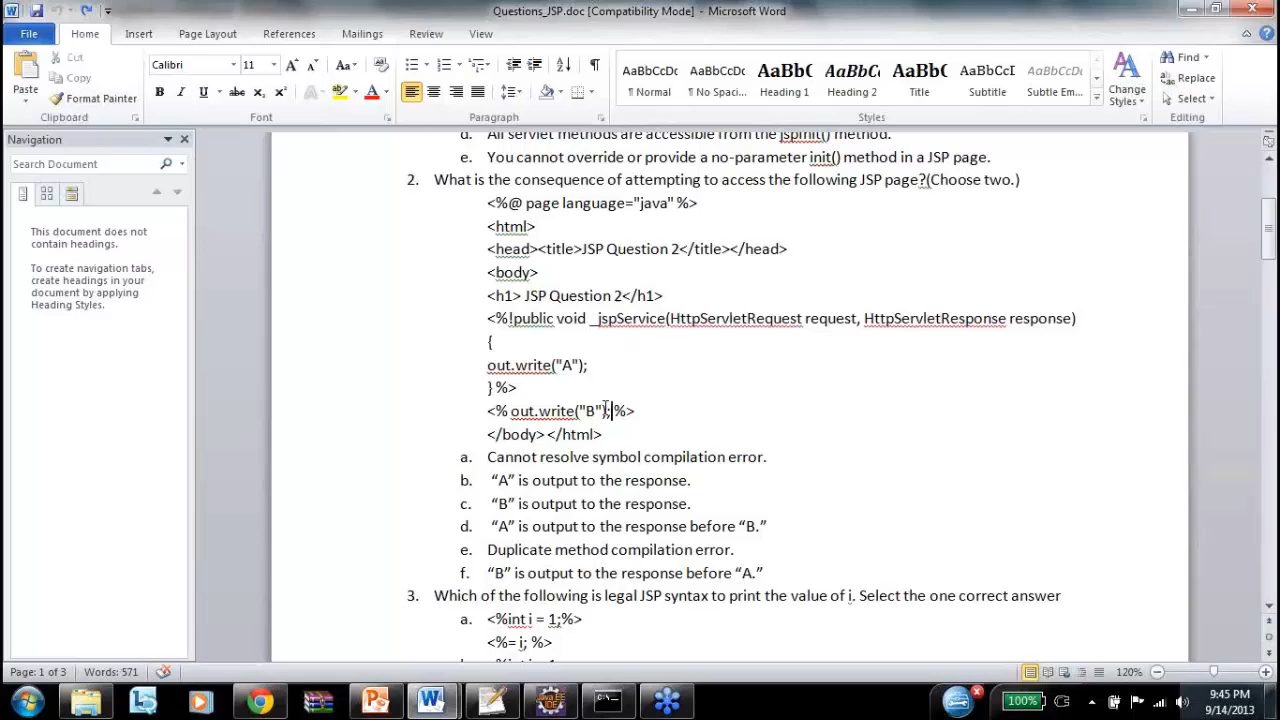 Questions_JSP.doc [Compatibility Mode] - Microsoft Word
File Home Insert Page Layout References Mailings Review View
Cut
Copy
Format Painter
Paste
Clipboard
Calibri 11
Font
Paragraph
AaBbCcDc AaBbCcDc AaBbC AaBbCc AaBbC AaBbCcI AaBbCcDc
¶ Normal ¶ No Spaci... Heading 1 Heading 2 Title Subtitle Subtle Em...
Change Styles
Styles
Find
Replace
Select
Editing
Navigation
Search Document
This document does not
contain headings.
To create navigation tabs,
create headings in your
document by applying
Heading Styles.
d. All servlet methods are accessible from the jspInit() method.
e. You cannot override or provide a no-parameter init() method in a JSP page.
2. What is the consequence of attempting to access the following JSP page?(Choose two.)
<%@ page language="java" %>
<html>
<head><title>JSP Question 2</title></head>
<body>
<h1> JSP Question 2</h1>
<%!public void _jspService(HttpServletRequest request, HttpServletResponse response)
{
out.write("A");
} %>
<% out.write("B"); %>
</body> </html>
a. Cannot resolve symbol compilation error.
b. “A” is output to the response.
c. “B” is output to the response.
d. “A” is output to the response before “B.”
e. Duplicate method compilation error.
f. “B” is output to the response before “A.”
3. Which of the following is legal JSP syntax to print the value of i. Select the one correct answer
a. <%int i = 1;%>
<%= i; %>
Page: 1 of 3 Words: 571 120%
100%
9:45 PM
9/14/2013